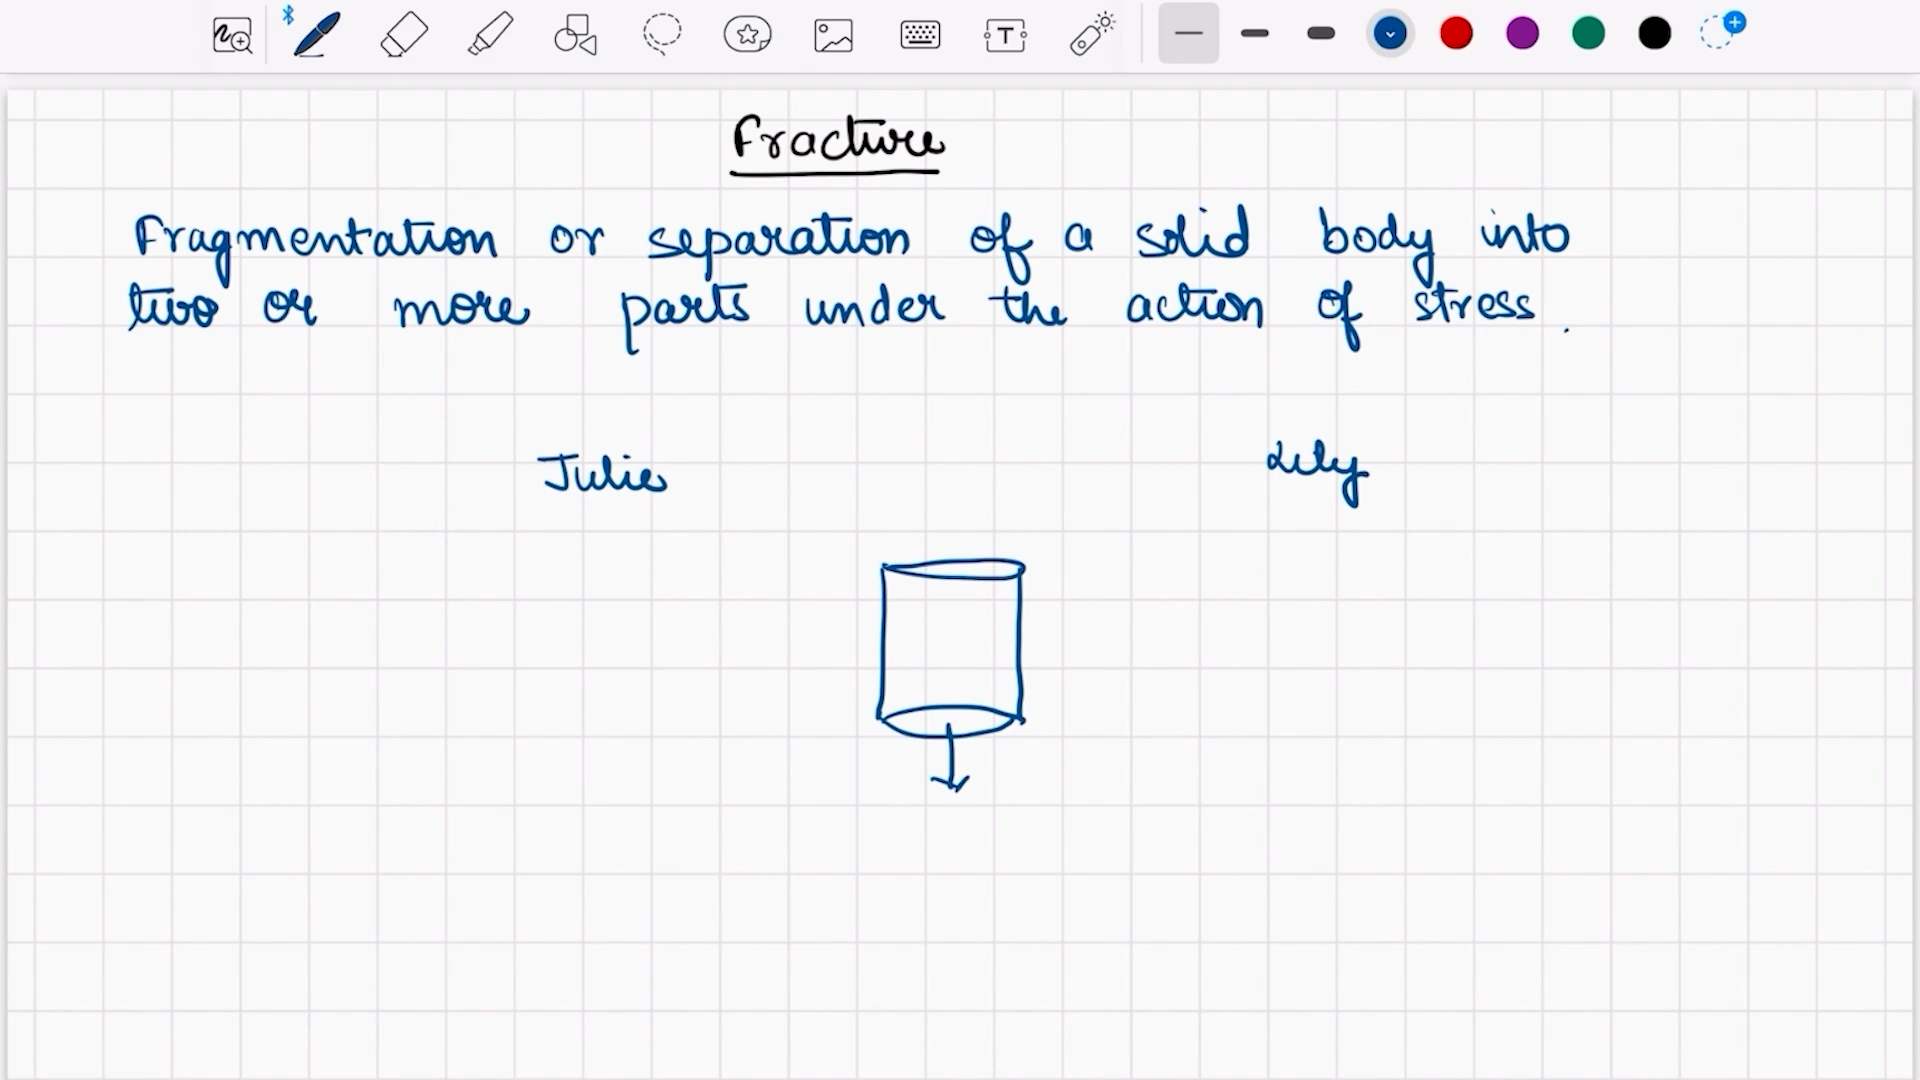 Fracture
Fragmentation or separation of a solid body into
two or more parts under the action of stress.
Julie
Lily